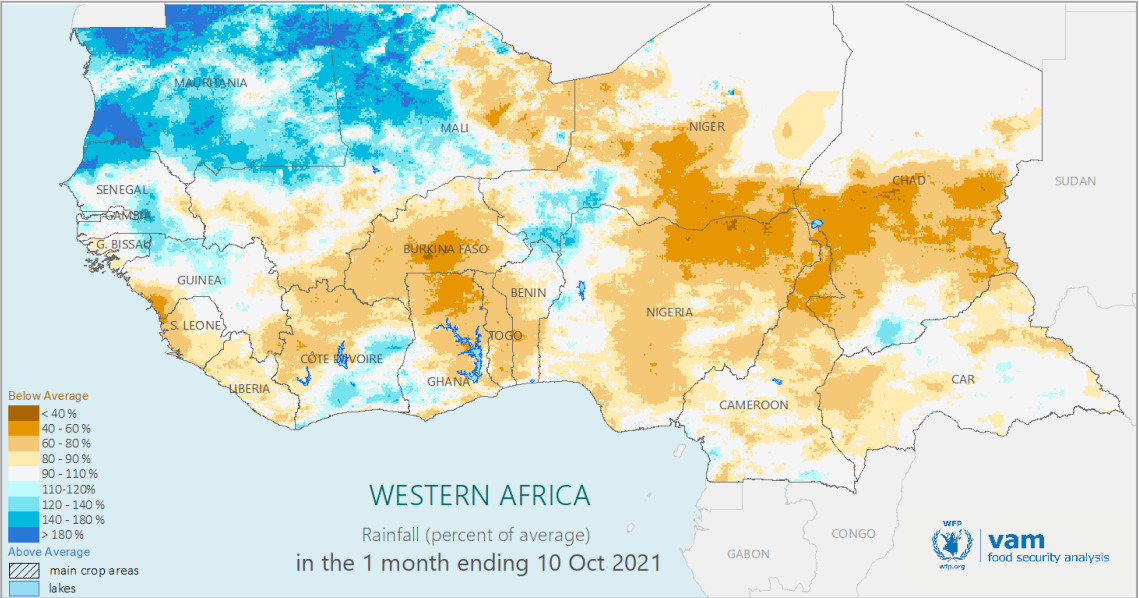 MAURITANIA
MALI
NIGER
SENEGAL
GAMBIA
G. BISSAU
GUINEA
S. LEONE
LIBERIA
CÔTE D'IVOIRE
BURKINA FASO
GHANA
TOGO
BENIN
NIGERIA
CHAD
SUDAN
CAMEROON
CAR
GABON
CONGO
Below Average
< 40 %
40 - 60 %
60 - 80 %
80 - 90 %
90 - 110 %
110-120%
120 - 140 %
140 - 180 %
> 180 %
Above Average
main crop areas
lakes
WESTERN AFRICA
Rainfall (percent of average)
in the 1 month ending 10 Oct 2021
WFP
wfp.org
vam
food security analysis